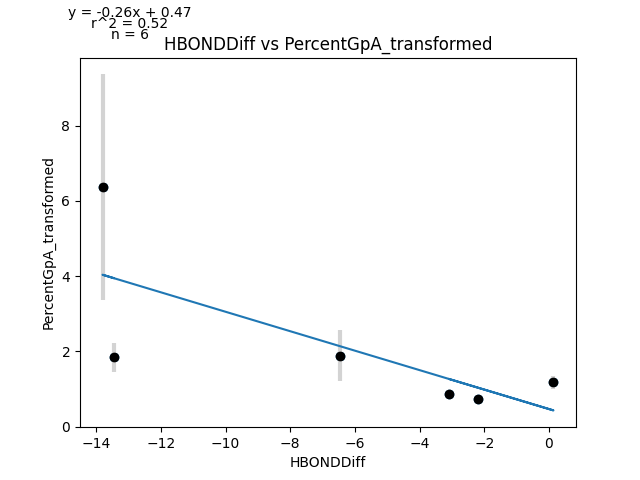 y = -0.26x + 0.47
r^2 = 0.52
n = 6
HBONDDiff vs PercentGpA_transformed
PercentGpA_transformed
8
6
4
2
0
−14 −12 −10 −8 −6 −4 −2 0
HBONDDiff